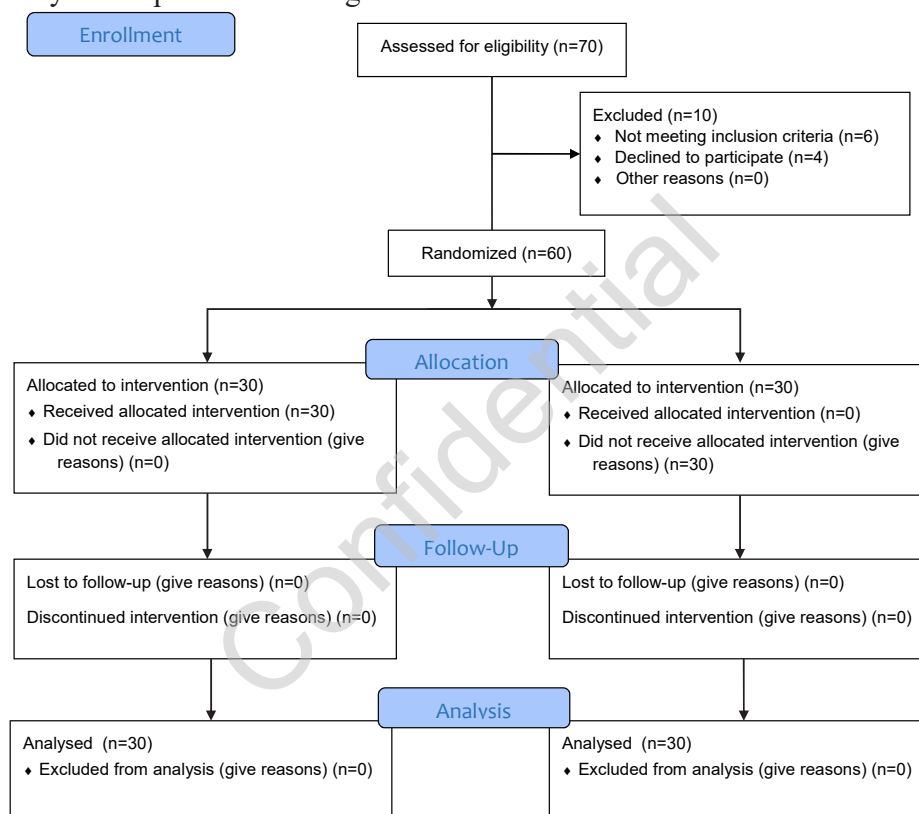 Enrollment
Assessed for eligibility (n=70)
Excluded (n=10)
♦ Not meeting inclusion criteria (n=6)
♦ Declined to participate (n=4)
♦ Other reasons (n=0)
Randomized (n=60)
Allocation
Allocated to intervention (n=30)
♦ Received allocated intervention (n=30)
♦ Did not receive allocated intervention (give
reasons) (n=0)
Allocated to intervention (n=30)
♦ Received allocated intervention (n=0)
♦ Did not receive allocated intervention (give
reasons) (n=30)
Follow-Up
Lost to follow-up (give reasons) (n=0)
Discontinued intervention (give reasons) (n=0)
Lost to follow-up (give reasons) (n=0)
Discontinued intervention (give reasons) (n=0)
Analysis
Analysed (n=30)
♦ Excluded from analysis (give reasons) (n=0)
Analysed (n=30)
♦ Excluded from analysis (give reasons) (n=0)
Confidential